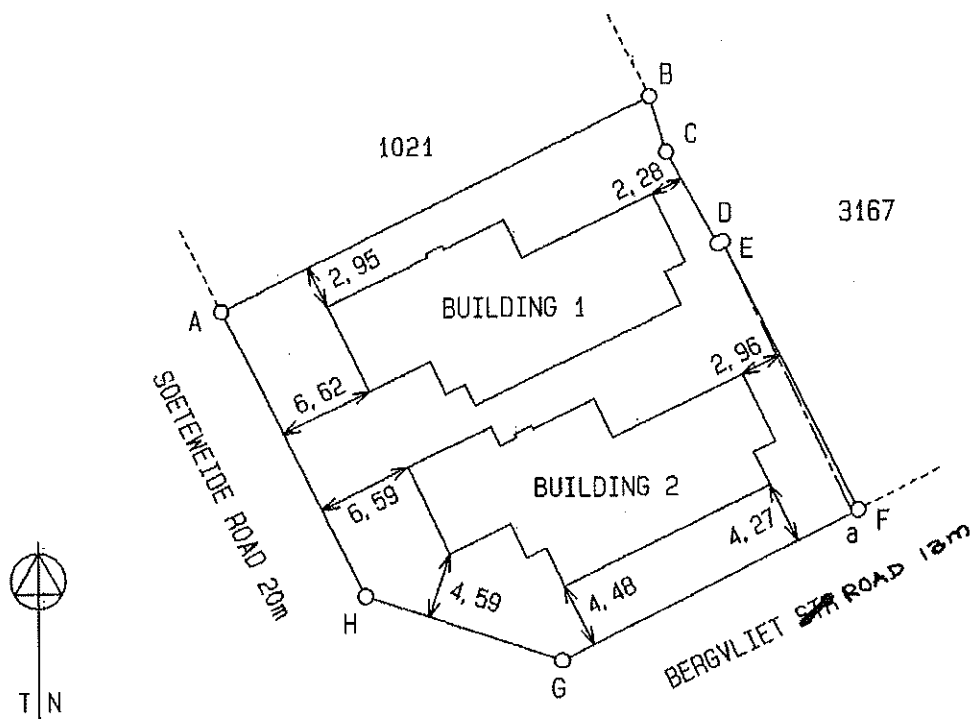 B
1021
C
2,28
D
3167
E
2,95
A
BUILDING 1
2,96
6,62
SOETEWEIDE ROAD 20m
6,59
BUILDING 2
4,27
F
a
4,59
4,48
H
BERGVLIET ROAD 13m
G
T N